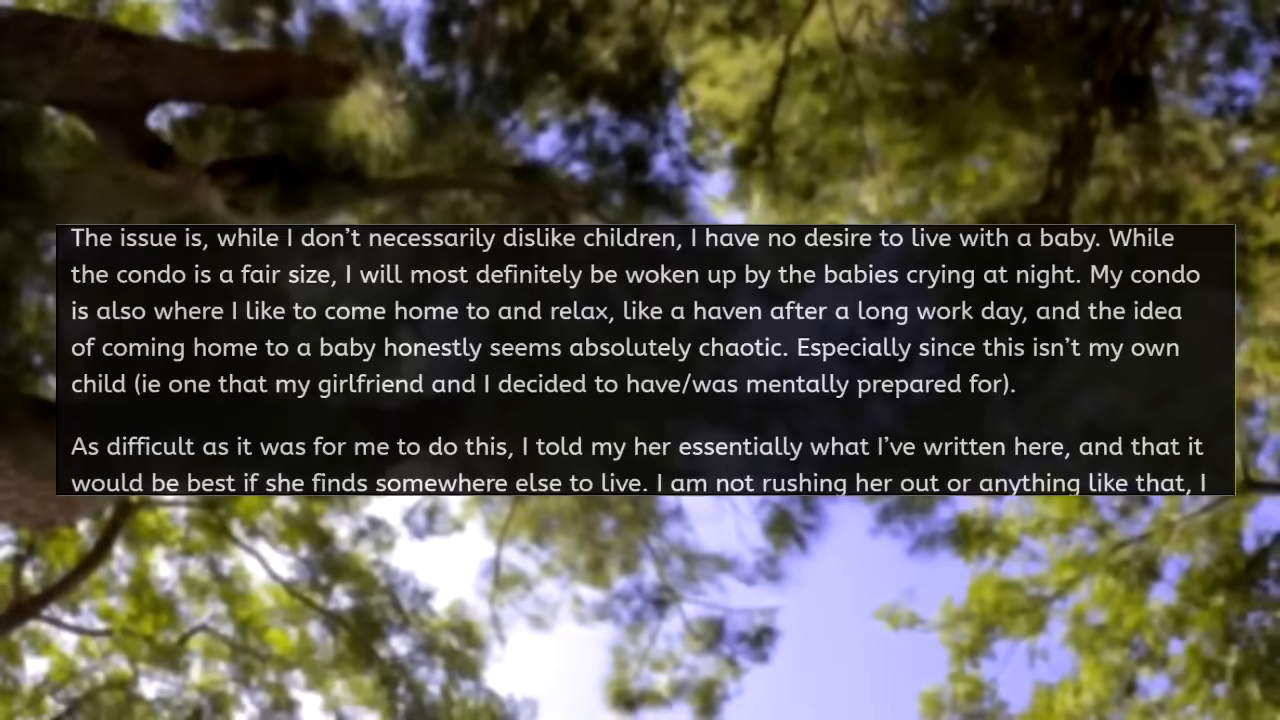 The issue is, while I don’t necessarily dislike children, I have no desire to live with a baby. While
the condo is a fair size, I will most definitely be woken up by the babies crying at night. My condo
is also where I like to come home to and relax, like a haven after a long work day, and the idea
of coming home to a baby honestly seems absolutely chaotic. Especially since this isn’t my own
child (ie one that my girlfriend and I decided to have/was mentally prepared for).
As difficult as it was for me to do this, I told my her essentially what I’ve written here, and that it
would be best if she finds somewhere else to live. I am not rushing her out or anything like that, I